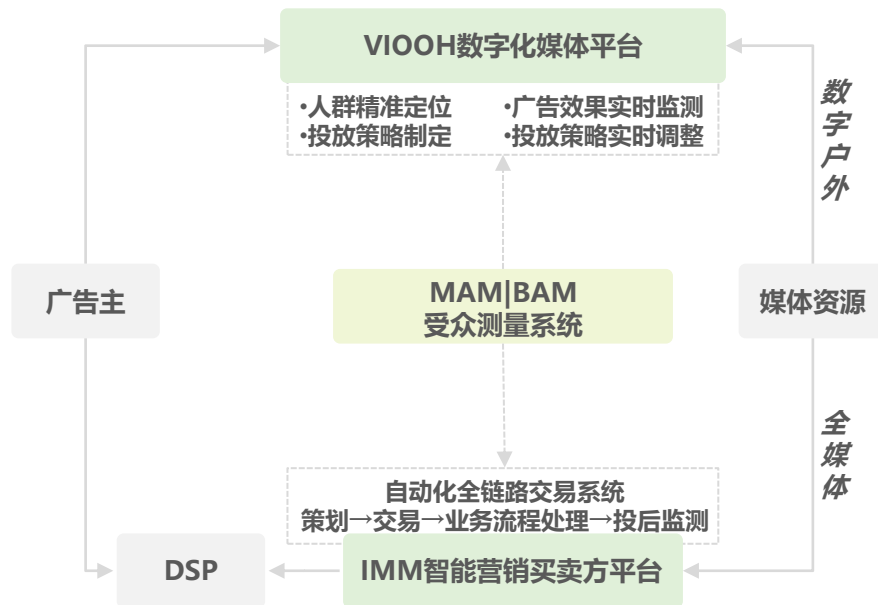 VIOOH数字化媒体平台
•人群精准定位 •广告效果实时监测
•投放策略制定 •投放策略实时调整
数字户外
广告主
MAM|BAM
受众测量系统
媒体资源
全媒体
自动化全链路交易系统
策划→交易→业务流程处理→投后监测
DSP
IMM智能营销买卖方平台